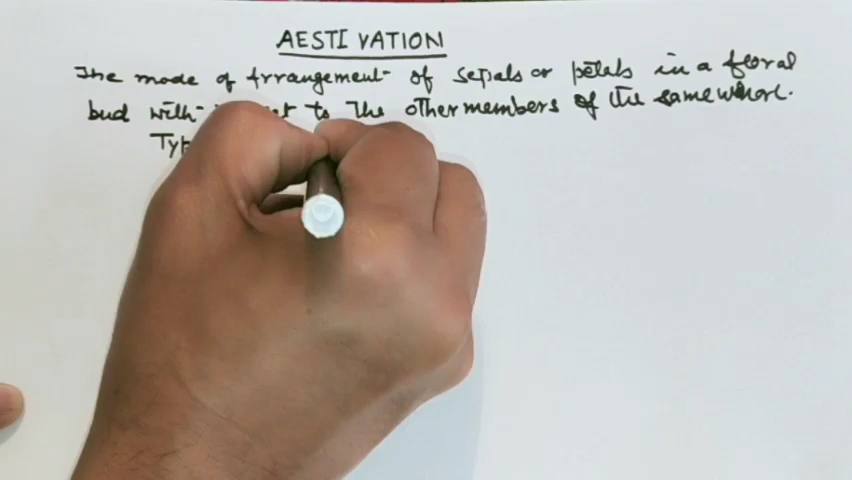 AESTIVATION
The mode of Arrangement of sepals or petals in a floral
bud with to the other members of the same whorl.